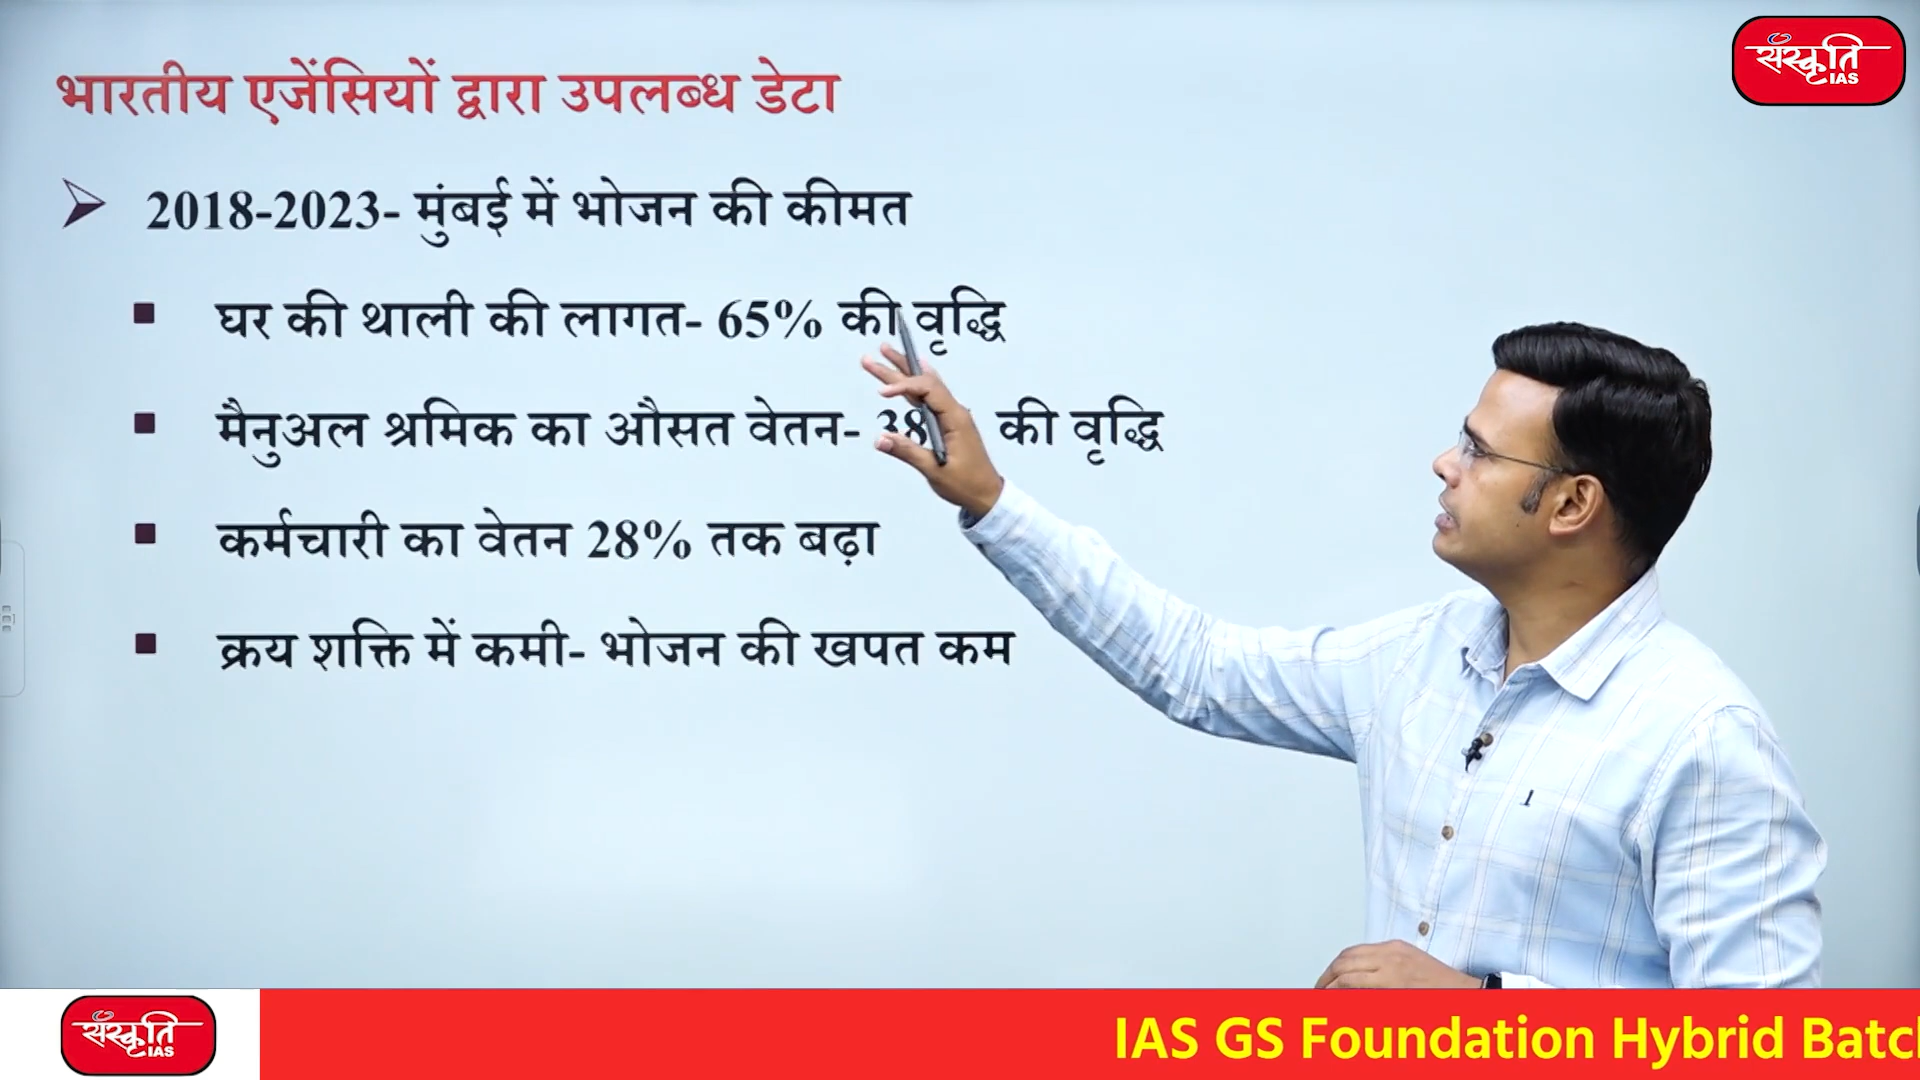 संस्कृति
IAS
भारतीय एजेंसियों द्वारा उपलब्ध डेटा
2018-2023- मुंबई में भोजन की कीमत
घर की थाली की लागत- 65% की वृद्धि
मैनुअल श्रमिक का औसत वेतन- की वृद्धि
कर्मचारी का वेतन 28% तक बढ़ा
क्रय शक्ति में कमी- भोजन की खपत कम
संस्कृति
IAS
IAS GS Foundation Hybrid